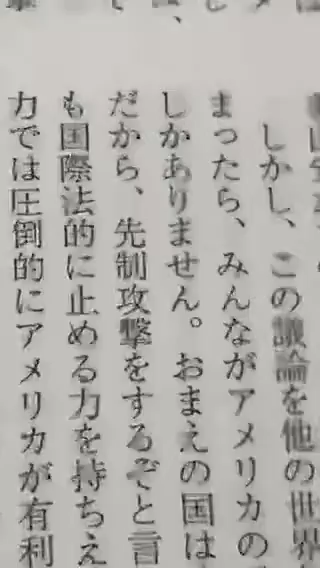 しかし、この議論を他の世界
まったら、みんながアメリカの
しかありません。おまえの国は
だから、先制攻撃をするぞと言
も国際法的に止める力を持ちえ
力では圧倒的にアメリカが有利